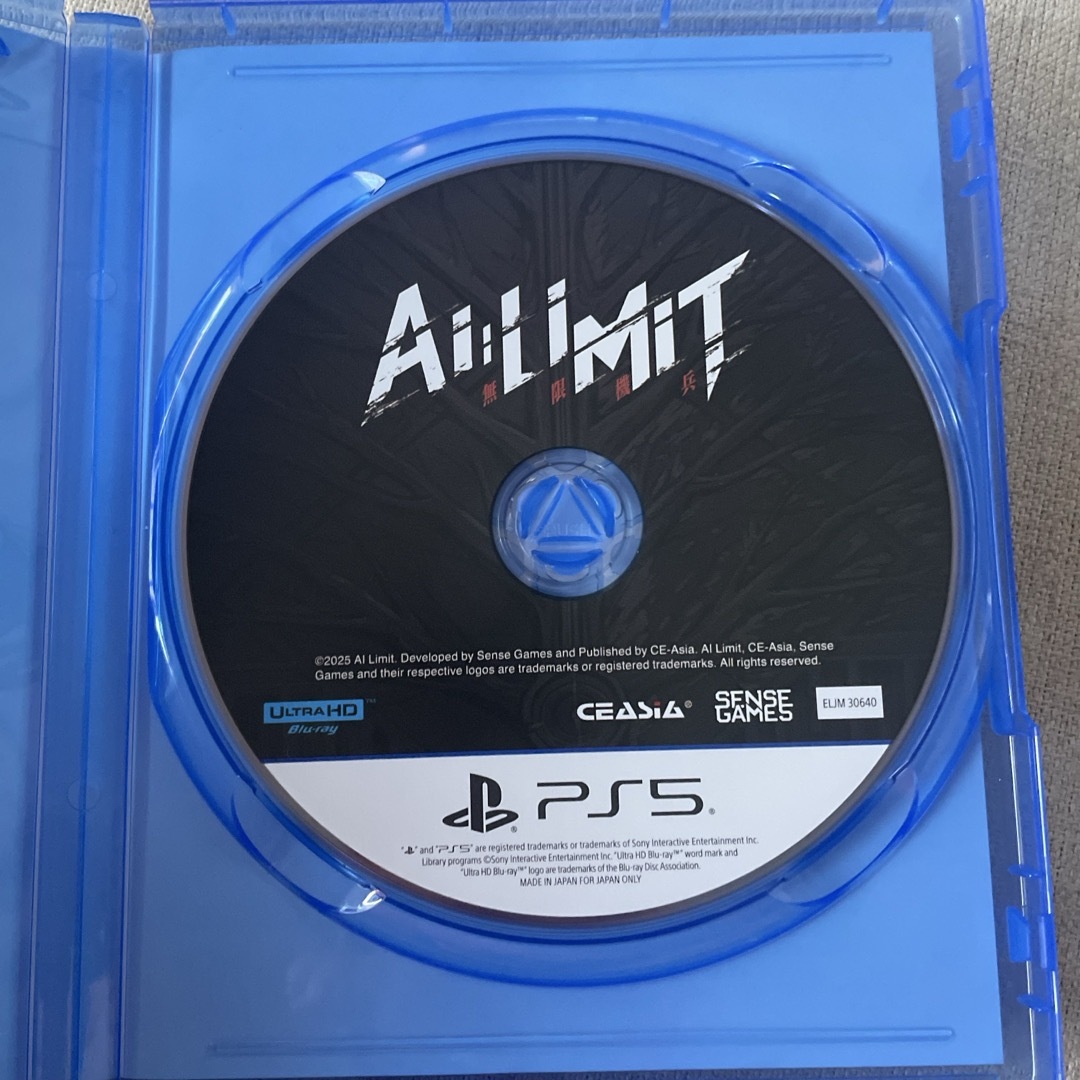 AI:LIMIT
無限機兵
©2025 AI Limit. Developed by Sense Games and Published by CE-Asia. AI Limit, CE-Asia, Sense
Games and their respective logos are trademarks or registered trademarks. All rights reserved.
ULTRA HD™
Blu-ray
CEASIA®
SENSE
GAMES
ELJM 30640
PS5®
"PS" and "PS5" are registered trademarks or trademarks of Sony Interactive Entertainment Inc.
Library programs ©Sony Interactive Entertainment Inc. "Ultra HD Blu-ray™" word mark and
"Ultra HD Blu-ray™" logo are trademarks of the Blu-ray Disc Association.
MADE IN JAPAN FOR JAPAN ONLY